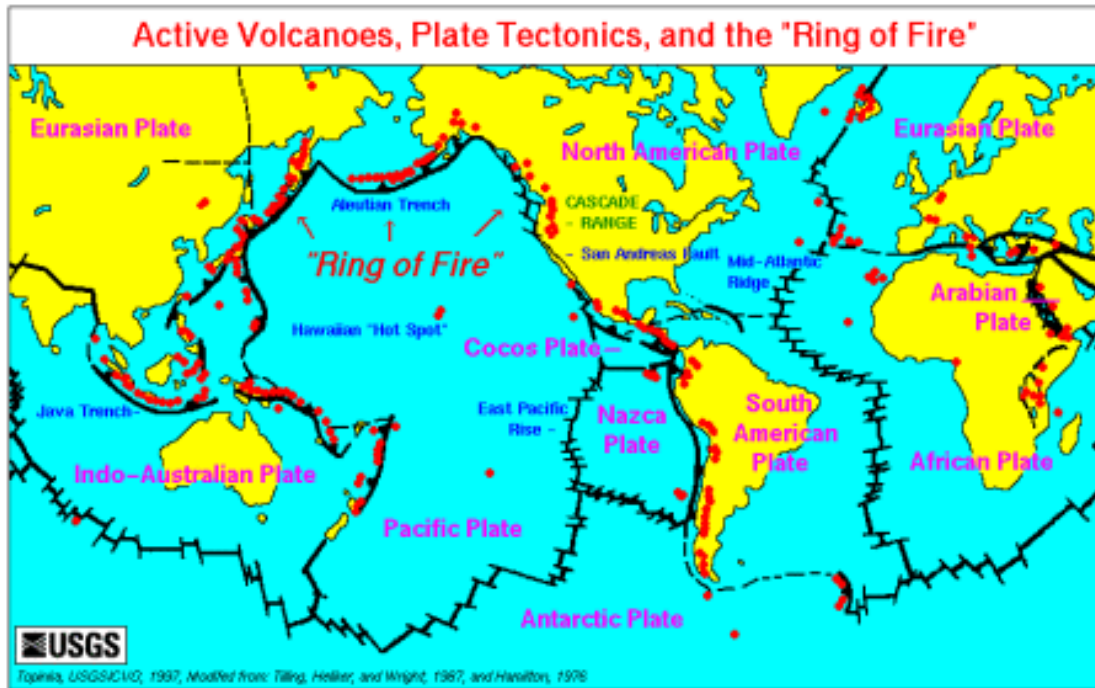 Active Volcanoes, Plate Tectonics, and the "Ring of Fire"
Eurasian Plate
North American Plate
Eurasian Plate
Aleutian Trench
CASCADE
- RANGE
"Ring of Fire"
- San Andreas Fault
Mid-Atlantic
Ridge
Arabian
Plate
Hawaiian "Hot Spot"
Cocos Plate-
Java Trench-
East Pacific
Rise -
Nazca
Plate
South
American
Plate
Indo-Australian Plate
African Plate
Pacific Plate
Antarctic Plate
USGS
Topinka, USGS/CVO, 1997, Modified from: Tilling, Heliker, and Wright, 1987, and Hamilton, 1976